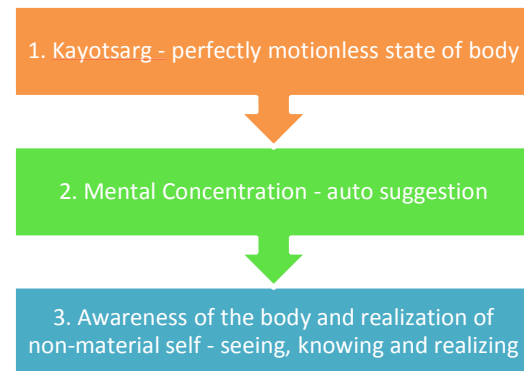 1. Kayotsarg - perfectly motionless state of body
2. Mental Concentration - auto suggestion
3. Awareness of the body and realization of
non-material self - seeing, knowing and realizing